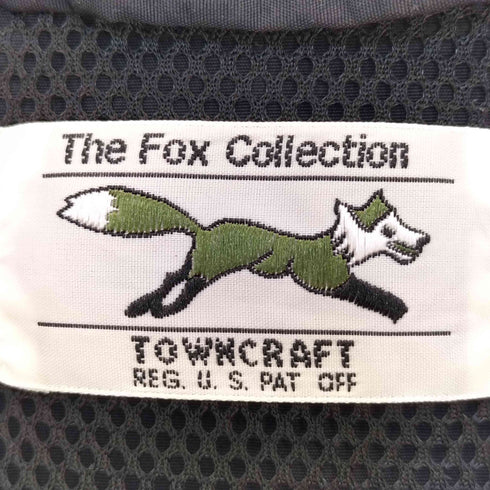 The Fox Collection
TOWNCRAFT
REG. U. S. PAT OFF